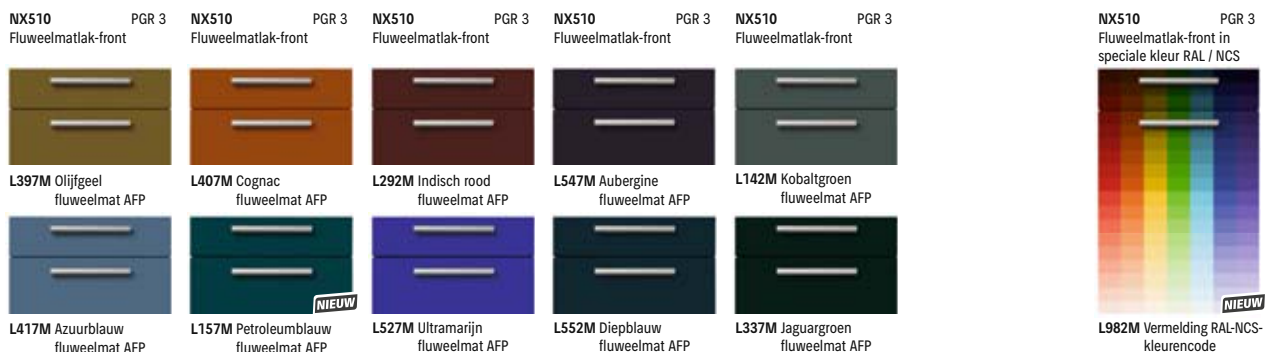 NX510 PGR 3
Fluweelmatlak-front
NX510 PGR 3
Fluweelmatlak-front
NX510 PGR 3
Fluweelmatlak-front
NX510 PGR 3
Fluweelmatlak-front
NX510 PGR 3
Fluweelmatlak-front
NX510 PGR 3
Fluweelmatlak-front in
speciale kleur RAL / NCS
L397M Olijfgeel
fluweelmat AFP
L407M Cognac
fluweelmat AFP
L292M Indisch rood
fluweelmat AFP
L547M Aubergine
fluweelmat AFP
L142M Kobaltgroen
fluweelmat AFP
L417M Azuurblauw
fluweelmat AFP
NIEUW
L157M Petroleumblauw
fluweelmat AFP
L527M Ultramarijn
fluweelmat AFP
L552M Diepblauw
fluweelmat AFP
L337M Jaguargroen
fluweelmat AFP
NIEUW
L982M Vermelding RAL-NCS-
kleurencode